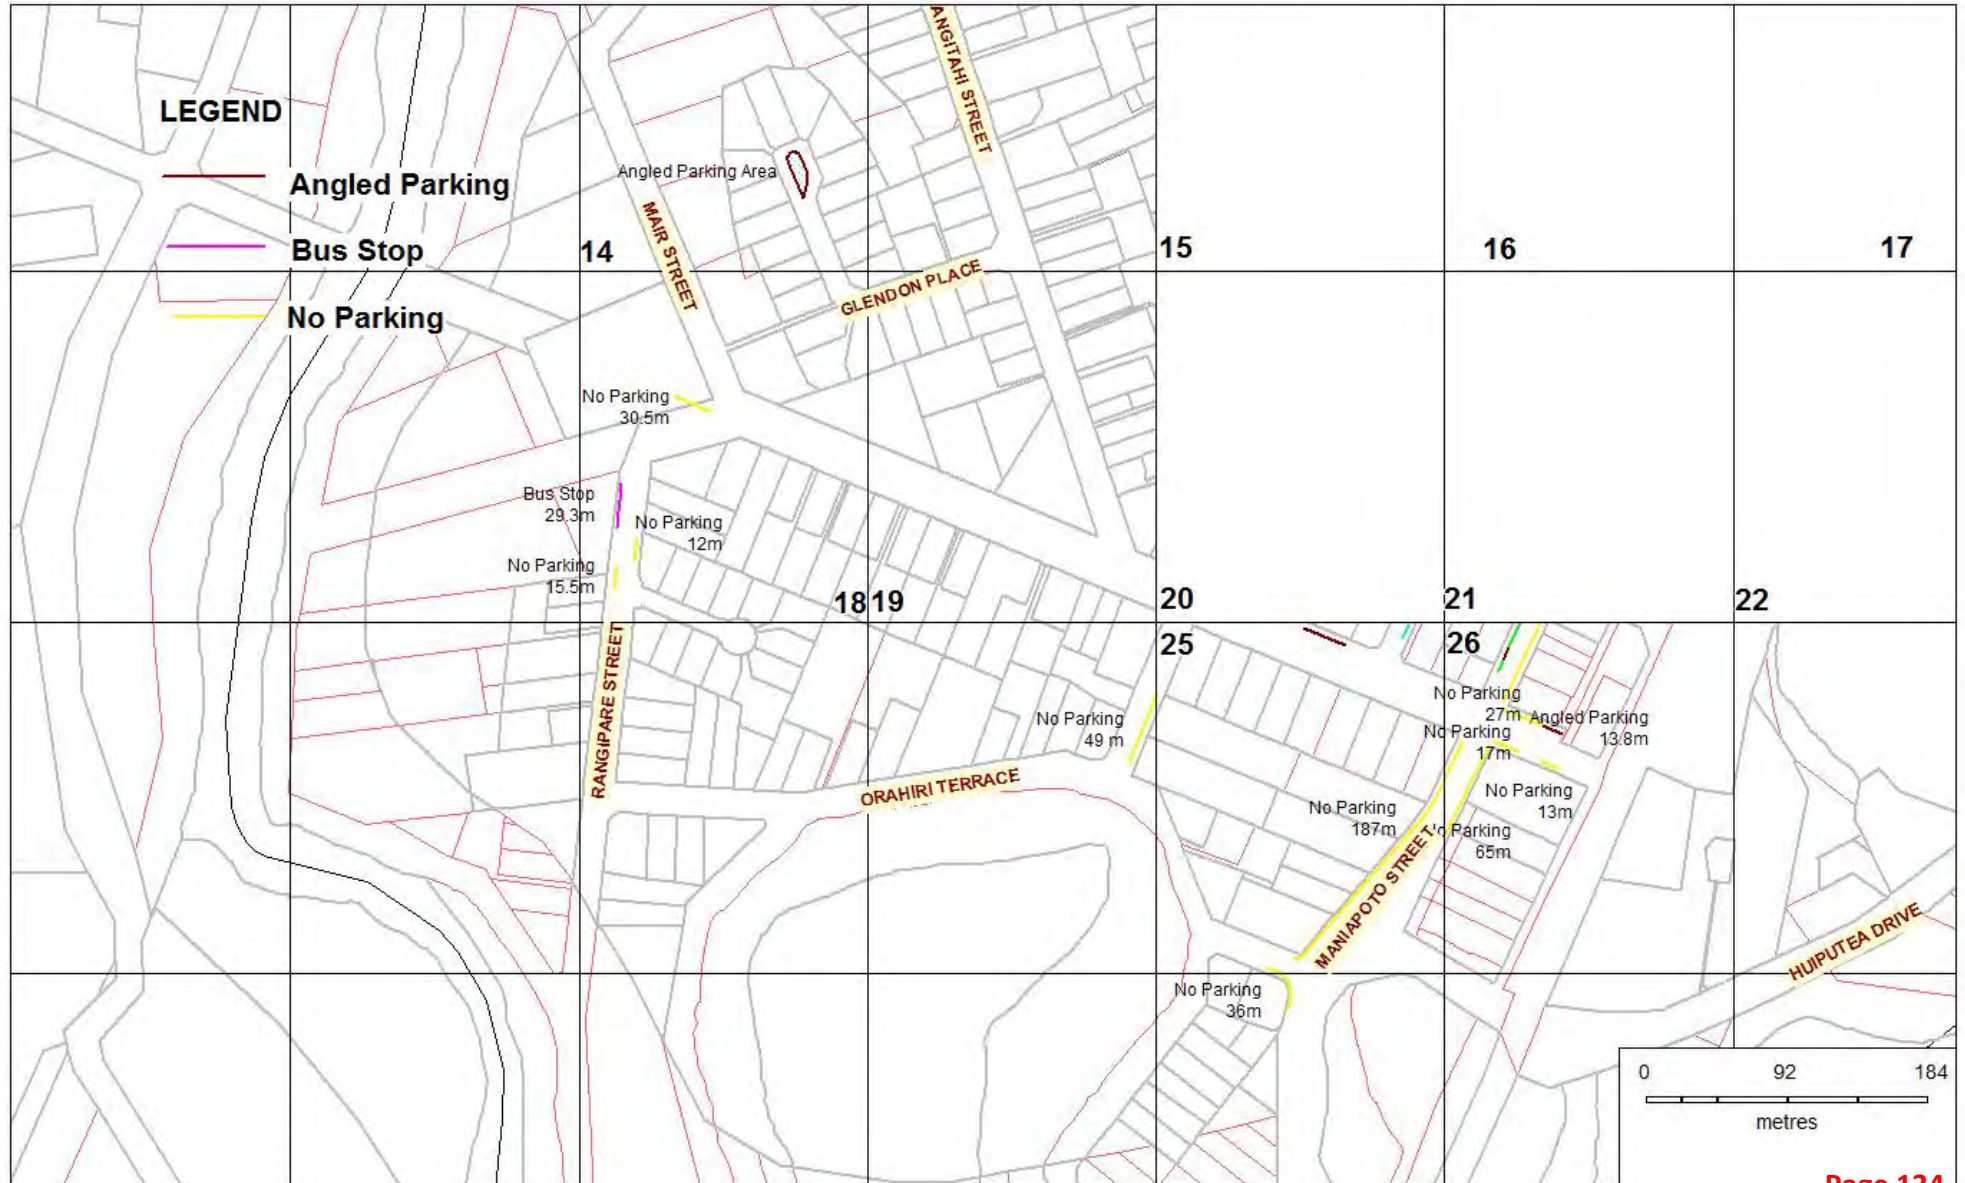 ANGITAHI STREET
LEGEND
Angled Parking
Bus Stop
No Parking
Angled Parking Area
MAIR STREET
GLENDON PLACE
14
15
16
17
No Parking
30.5m
Bus Stop
29.3m
No Parking
12m
No Parking
15.5m
18
19
20
21
22
25
26
RANGIPARE STREET
ORAHIRI TERRACE
No Parking
49 m
No Parking
27m
Angled Parking
13.8m
No Parking
17m
No Parking
13m
No Parking
187m
No Parking
65m
MANIAPOTO STREET
HUIPUTEA DRIVE
No Parking
36m
0 92 184
metres
Page 134